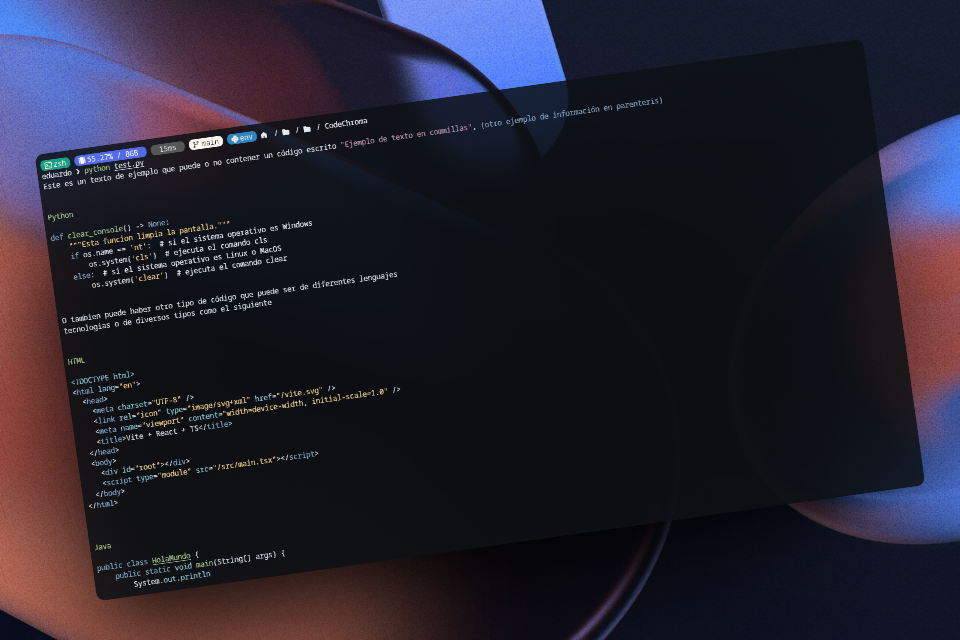 zsh 55.27% / 8GB 15ms main env / / / CodeChroma
eduardo ❯ python test.py
Este es un texto de ejemplo que puede o no contener un código escrito "Ejemplo de texto en commillas", (otro ejemplo de información en parenteris)
Python
def clear_console() -> None:
"""Esta funcion limpia la pantalla."""
if os.name == 'nt':  # si el sistema operativo es Windows
os.system('cls')  # ejecuta el comando cls
else:  # si el sistema operativo es Linux o MacOS
os.system('clear')  # ejecuta el comando clear
O tambien puede haber otro tipo de código que puede ser de diferentes lenguajes
tecnologias o de diversos tipos como el siguiente
HTML
<!DOCTYPE html>
<html lang="en">
<head>
<meta charset="UTF-8" />
<link rel="icon" type="image/svg+xml" href="/vite.svg" />
<meta name="viewport" content="width=device-width, initial-scale=1.0" />
<title>Vite + React + TS</title>
</head>
<body>
<div id="root"></div>
<script type="module" src="/src/main.tsx"></script>
</body>
</html>
Java
public class HolaMundo {
public static void main(String[] args) {
System.out.println